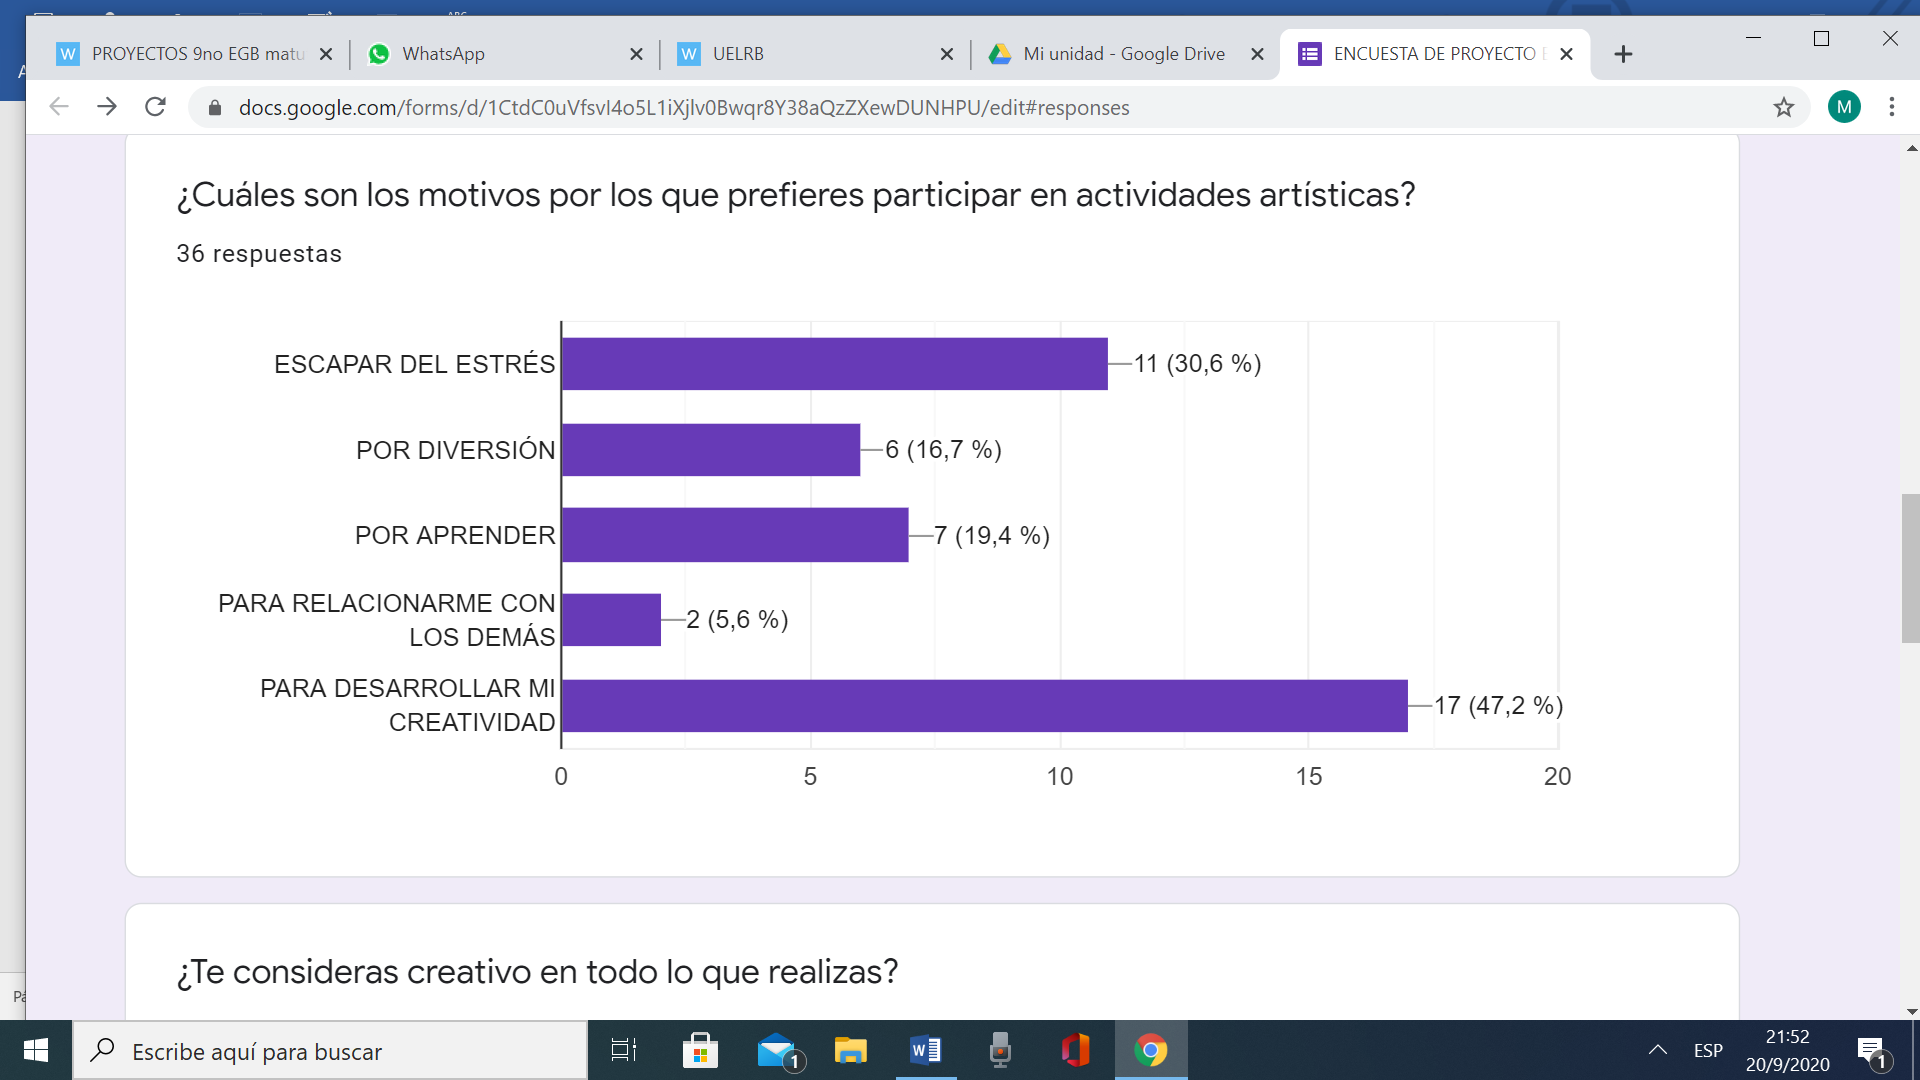 PROYECTOS 9no EGB matu
WhatsApp
UELRB
Mi unidad - Google Drive
ENCUESTA DE PROYECTO E
docs.google.com/forms/d/1CtdC0uVfsvI4o5L1iXjlv0Bwqr8Y38aQzZXewDUNHPU/edit#responses
M
¿Cuáles son los motivos por los que prefieres participar en actividades artísticas?
36 respuestas
ESCAPAR DEL ESTRÉS
11 (30,6 %)
POR DIVERSIÓN
6 (16,7 %)
POR APRENDER
7 (19,4 %)
PARA RELACIONARME CON
LOS DEMÁS
2 (5,6 %)
PARA DESARROLLAR MI
CREATIVIDAD
17 (47,2 %)
0 5 10 15 20
¿Te consideras creativo en todo lo que realizas?
Escribe aquí para buscar
1
ESP
21:52
20/9/2020
1